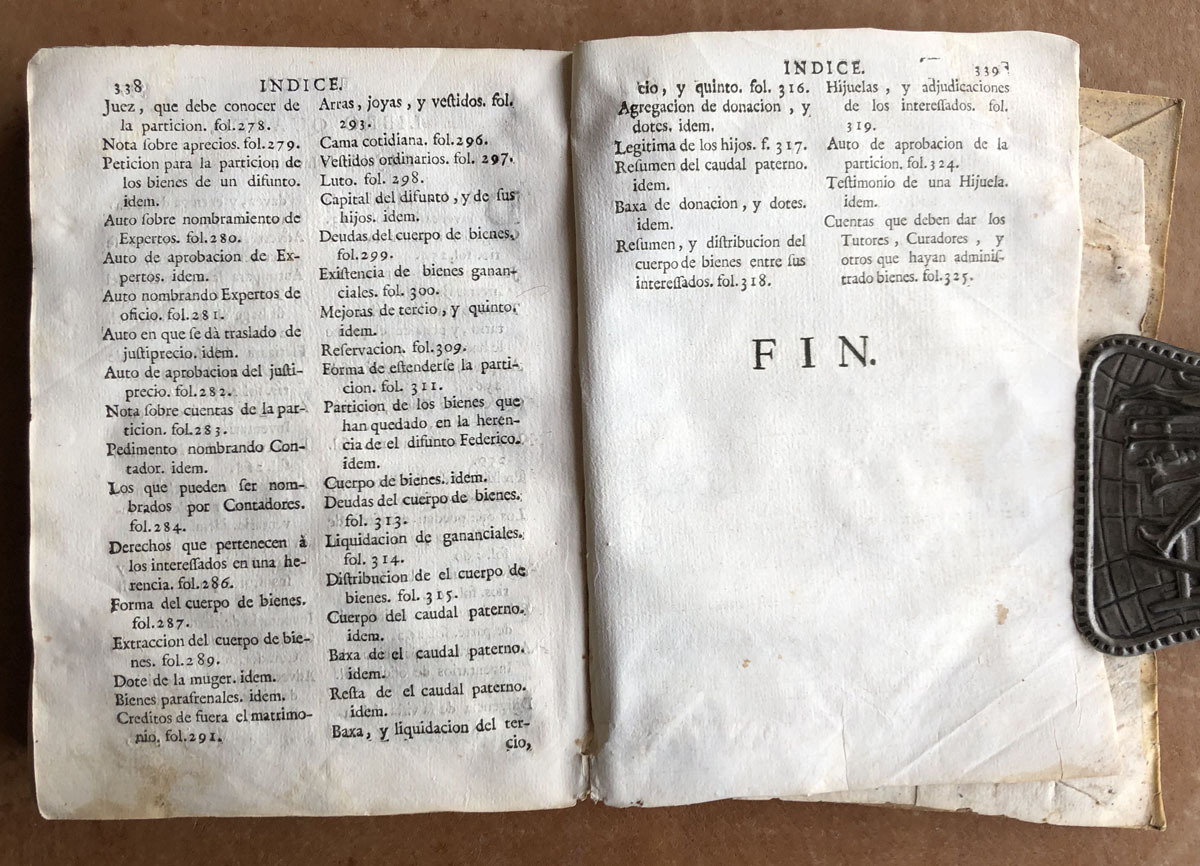 338 INDICE.
Juez, que debe conocer de
la particion. fol.278.
Nota ſobre aprecios. fol.279.
Peticion para la particion de
los bienes de un difunto.
idem.
Auto ſobre nombramiento de
Expertos. fol.280.
Auto de aprobacion de Ex-
pertos. idem.
Auto nombrando Expertos de
oficio. fol.281.
Auto en que ſe dà traslado de
juſtiprecio. idem.
Auto de aprobacion del juſti-
precio. fol.282.
Nota ſobre cuentas de la par-
ticion. fol.283.
Pedimento nombrando Con-
tador. idem.
Los que pueden ſer nom-
brados por Contadores.
fol.284.
Derechos que pertenecen à
los intereſſados en una he-
rencia. fol.286.
Forma del cuerpo de bienes.
fol.287.
Extraccion del cuerpo de bie-
nes. fol.289.
Dote de la muger. idem.
Bienes parafrenales. idem.
Creditos de fuera el matrimo-
nio. fol.291.
Arras, joyas, y veſtidos. fol.
293.
Cama cotidiana. fol.296.
Veſtidos ordinarios. fol. 297.
Luto. fol. 298.
Capital del difunto, y de ſus
hijos. idem.
Deudas del cuerpo de bienes.
fol.299.
Exiſtencia de bienes ganan-
ciales. fol. 300.
Mejoras de tercio, y quinto.
idem.
Reſervacion. fol.309.
Forma de eſtenderſe la parti-
cion. fol. 311.
Particion de los bienes que
han quedado en la heren-
cia de el difunto Federico.
idem.
Cuerpo de bienes. idem.
Deudas del cuerpo de bienes.
fol. 313.
Liquidacion de gananciales.
fol. 314.
Diſtribucion de el cuerpo de
bienes. fol. 315.
Cuerpo del caudal paterno.
idem.
Baxa de el caudal paterno.
idem.
Reſta de el caudal paterno.
idem.
Baxa, y liquidacion del ter-
cio,
INDICE. 339
cio, y quinto. fol. 316.
Agregacion de donacion, y
dotes. idem.
Legitima de los hijos. f. 317.
Reſumen del caudal paterno.
idem.
Baxa de donacion, y dotes.
idem.
Reſumen, y diſtribucion del
cuerpo de bienes entre ſus
intereſſados. fol.318.
Hijuelas, y adjudicaciones
de los intereſſados. fol.
319.
Auto de aprobacion de la
particion. fol.324.
Teſtimonio de una Hijuela.
idem.
Cuentas que deben dar los
Tutores, Curadores, y
otros que hayan adminiſ-
trado bienes. fol.325.
FIN.